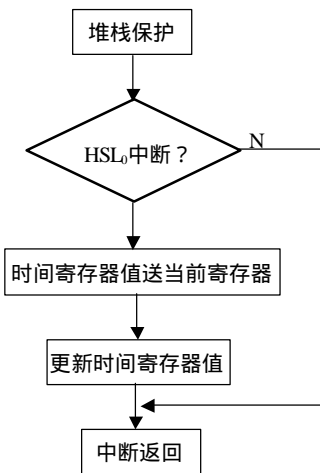 堆栈保护
HSL₀中断？
N
时间寄存器值送当前寄存器
更新时间寄存器值
中断返回